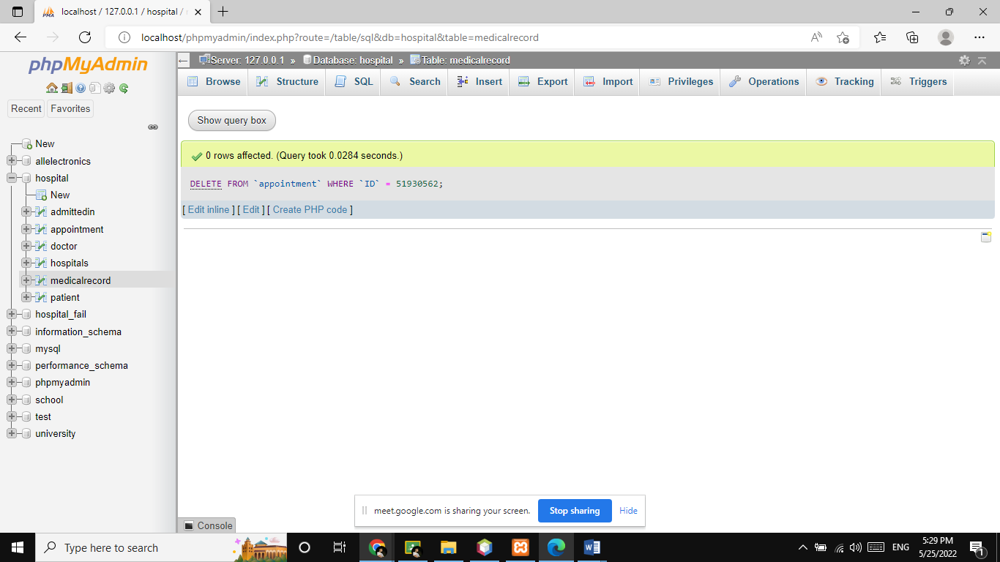 localhost / 127.0.0.1 / hospital /
localhost/phpmyadmin/index.php?route=/table/sql&db=hospital&table=medicalrecord
phpMyAdmin
Recent Favorites
New
allelectronics
hospital
New
admittedin
appointment
doctor
hospitals
medicalrecord
patient
hospital_fail
information_schema
mysql
performance_schema
phpmyadmin
school
test
university
Server: 127.0.0.1 » Database: hospital » Table: medicalrecord
Browse Structure SQL Search Insert Export Import Privileges Operations Tracking Triggers
Show query box
0 rows affected. (Query took 0.0284 seconds.)
DELETE FROM `appointment` WHERE `ID` = 51930562;
[ Edit inline ] [ Edit ] [ Create PHP code ]
meet.google.com is sharing your screen. Stop sharing Hide
Console
Type here to search
ENG
5:29 PM
5/25/2022
1